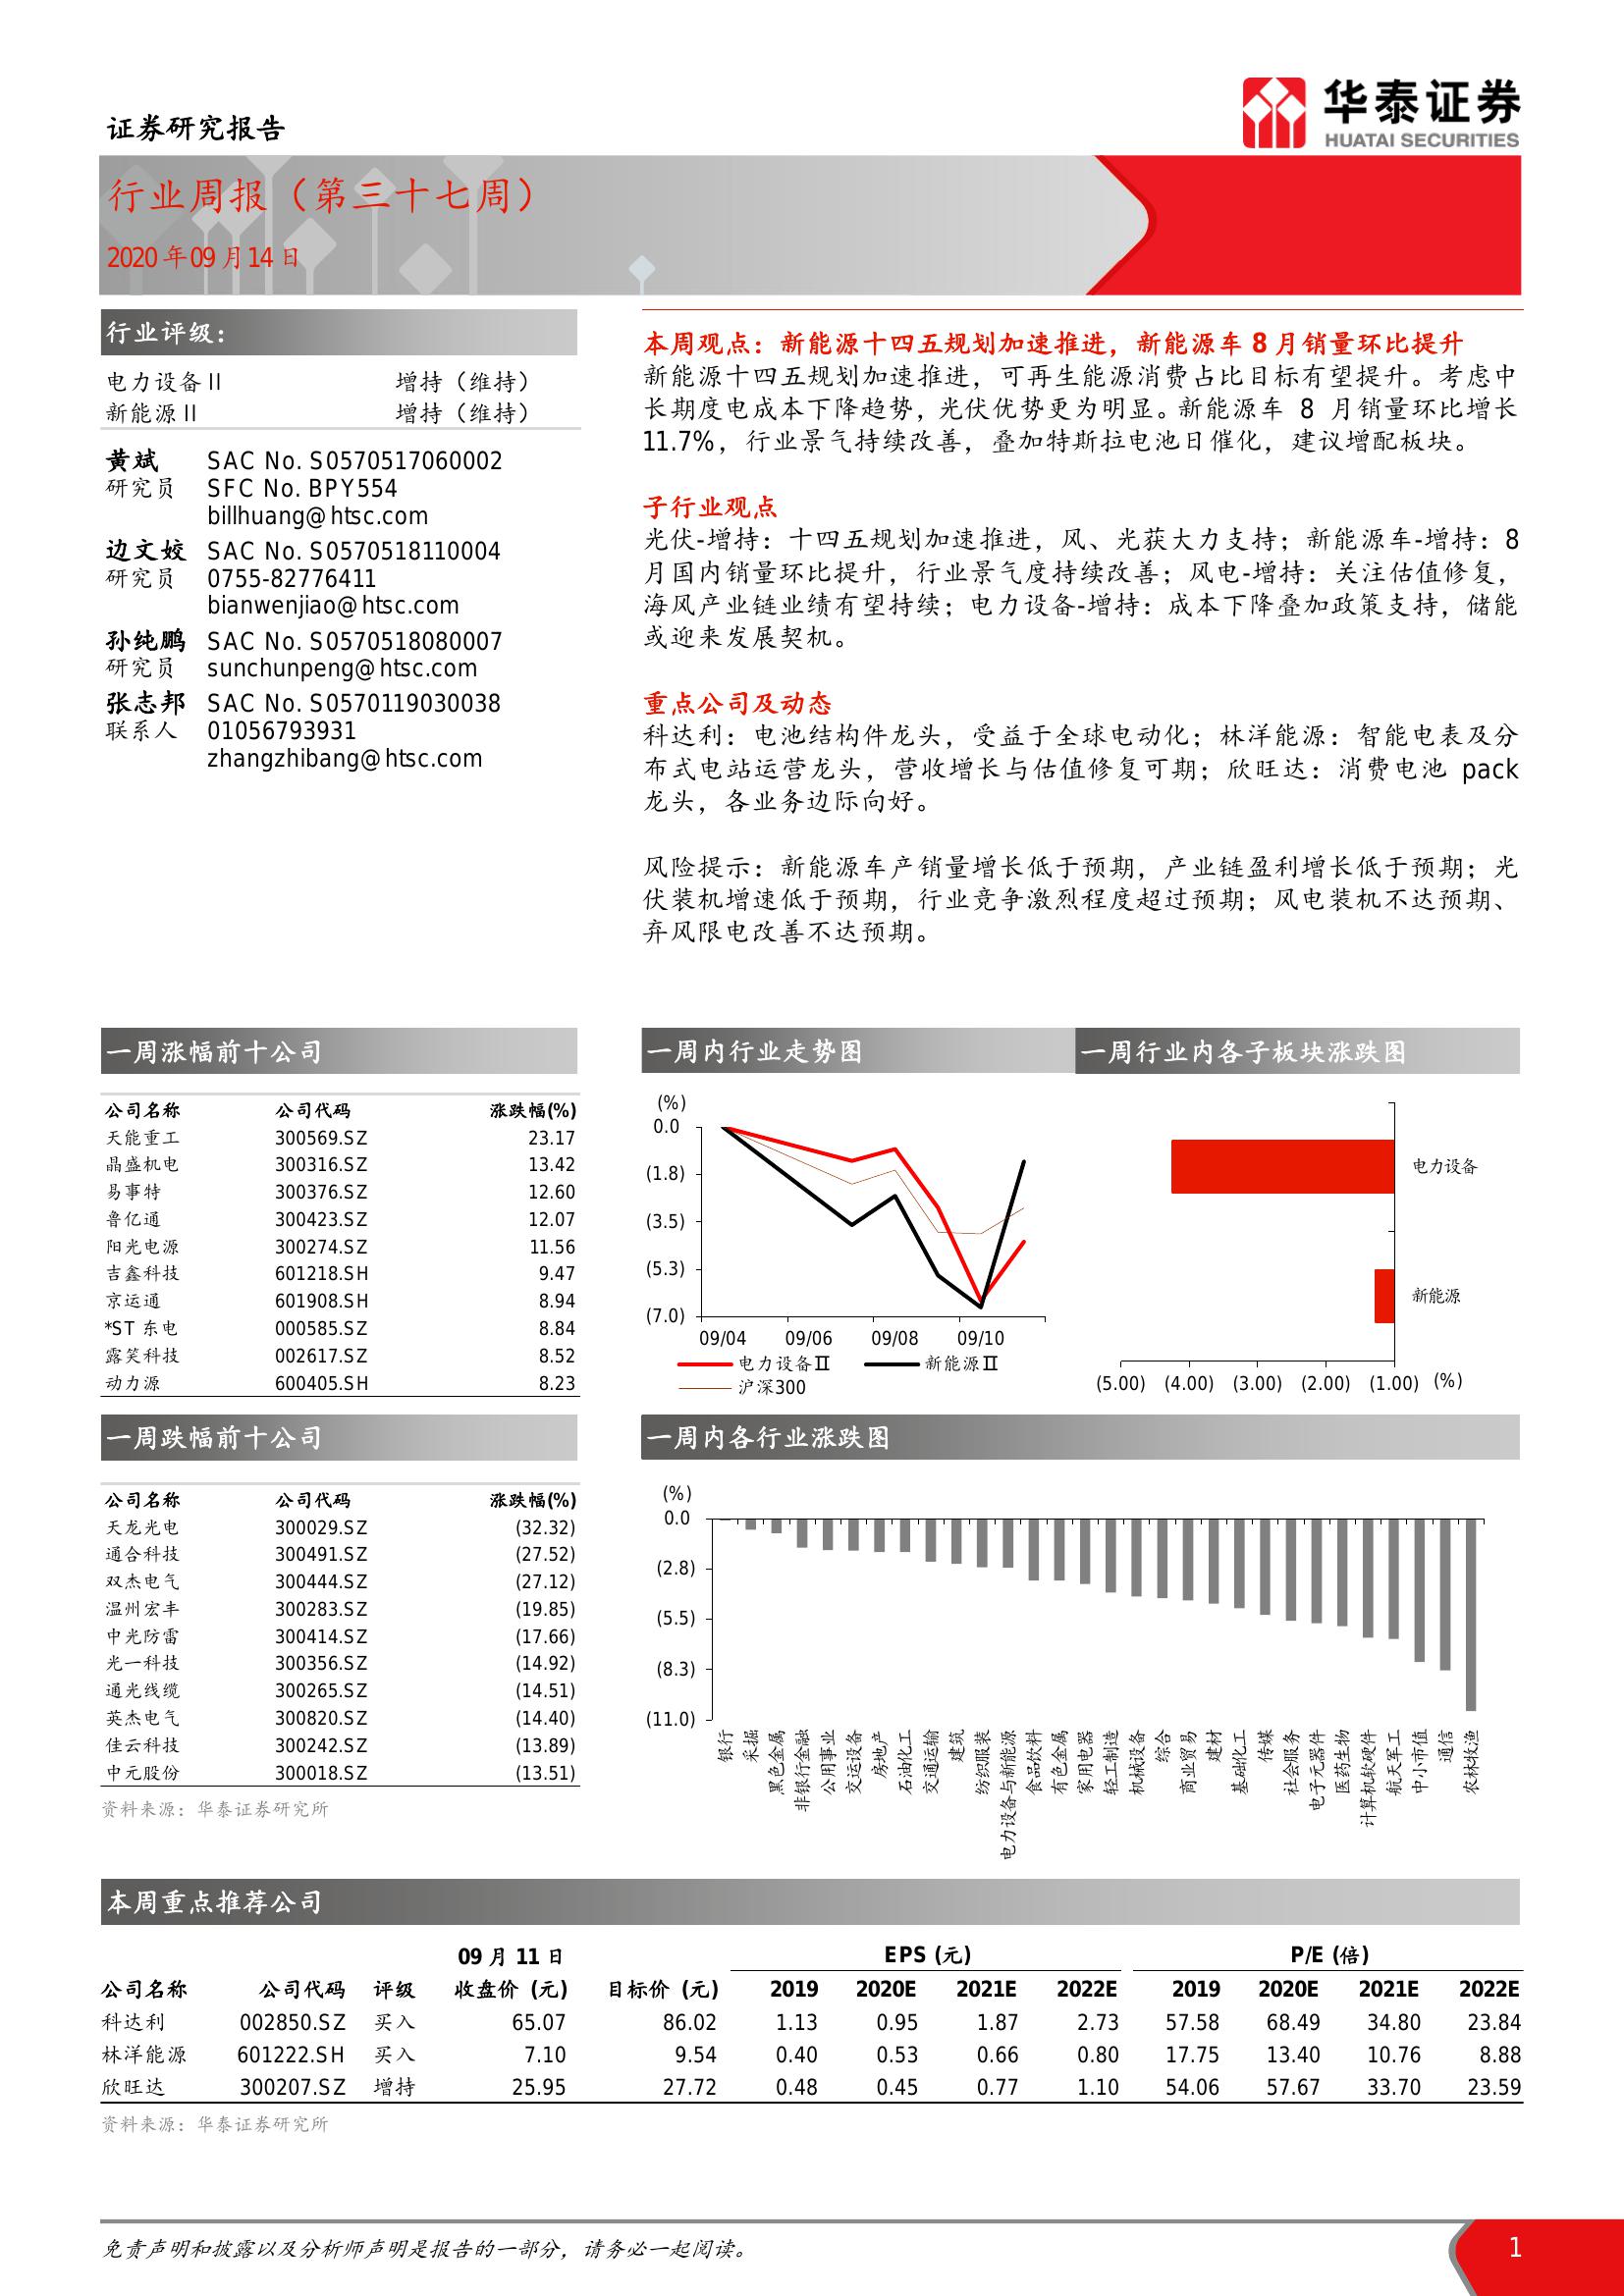 华泰证券
HUATAI SECURITIES
证券研究报告
行业周报（第三十七周）
2020年09月14日
行业评级：
电力设备 II 增持（维持）
新能源 II 增持（维持）
黄斌 SAC No. S0570517060002
研究员 SFC No. BPY554
billhuang@htsc.com
边文姣 SAC No. S0570518110004
研究员 0755-82776411
bianwenjiao@htsc.com
孙纯鹏 SAC No. S0570518080007
研究员 sunchunpeng@htsc.com
张志邦 SAC No. S0570119030038
联系人 01056793931
zhangzhibang@htsc.com
本周观点：新能源十四五规划加速推进，新能源车 8 月销量环比提升
新能源十四五规划加速推进，可再生能源消费占比目标有望提升。考虑中
长期度电成本下降趋势，光伏优势更为明显。新能源车 8 月销量环比增长
11.7%，行业景气持续改善，叠加特斯拉电池日催化，建议增配板块。
子行业观点
光伏-增持：十四五规划加速推进，风、光获大力支持；新能源车-增持：8
月国内销量环比提升，行业景气度持续改善；风电-增持：关注估值修复，
海风产业链业绩有望持续；电力设备-增持：成本下降叠加政策支持，储能
或迎来发展契机。
重点公司及动态
科达利：电池结构件龙头，受益于全球电动化；林洋能源：智能电表及分
布式电站运营龙头，营收增长与估值修复可期；欣旺达：消费电池 pack
龙头，各业务边际向好。
风险提示：新能源车产销量增长低于预期，产业链盈利增长低于预期；光
伏装机增速低于预期，行业竞争激烈程度超过预期；风电装机不达预期、
弃风限电改善不达预期。
一周涨幅前十公司
公司名称 公司代码 涨跌幅(%)
天能重工 300569.SZ 23.17
晶盛机电 300316.SZ 13.42
易事特 300376.SZ 12.60
鲁亿通 300423.SZ 12.07
阳光电源 300274.SZ 11.56
吉鑫科技 601218.SH 9.47
京运通 601908.SH 8.94
*ST 东电 000585.SZ 8.84
露笑科技 002617.SZ 8.52
动力源 600405.SH 8.23
一周跌幅前十公司
公司名称 公司代码 涨跌幅(%)
天龙光电 300029.SZ (32.32)
通合科技 300491.SZ (27.52)
双杰电气 300444.SZ (27.12)
温州宏丰 300283.SZ (19.85)
中光防雷 300414.SZ (17.66)
光一科技 300356.SZ (14.92)
通光线缆 300265.SZ (14.51)
英杰电气 300820.SZ (14.40)
佳云科技 300242.SZ (13.89)
中元股份 300018.SZ (13.51)
资料来源：华泰证券研究所
一周内行业走势图
(%)
0.0
(1.8)
(3.5)
(5.3)
(7.0)
09/04 09/06 09/08 09/10
电力设备Ⅱ 新能源Ⅱ
沪深300
一周行业内各子板块涨跌图
电力设备
新能源
(5.00) (4.00) (3.00) (2.00) (1.00) (%)
一周内各行业涨跌图
(%)
0.0
(2.8)
(5.5)
(8.3)
(11.0)
银行
采掘
黑色金属
非银行金融
公用事业
交运设备
房地产
石油化工
交通运输
建筑
纺织服装
电力设备与新能源
食品饮料
有色金属
家用电器
轻工制造
机械设备
综合
商业贸易
建材
基础化工
传媒
社会服务
电子元器件
医药生物
计算机软硬件
航天军工
中小市值
通信
农林牧渔
本周重点推荐公司
09 月 11 日 EPS (元) P/E (倍)
公司名称 公司代码 评级 收盘价 (元) 目标价 (元) 2019 2020E 2021E 2022E 2019 2020E 2021E 2022E
科达利 002850.SZ 买入 65.07 86.02 1.13 0.95 1.87 2.73 57.58 68.49 34.80 23.84
林洋能源 601222.SH 买入 7.10 9.54 0.40 0.53 0.66 0.80 17.75 13.40 10.76 8.88
欣旺达 300207.SZ 增持 25.95 27.72 0.48 0.45 0.77 1.10 54.06 57.67 33.70 23.59
资料来源：华泰证券研究所
免责声明和披露以及分析师声明是报告的一部分，请务必一起阅读。 1